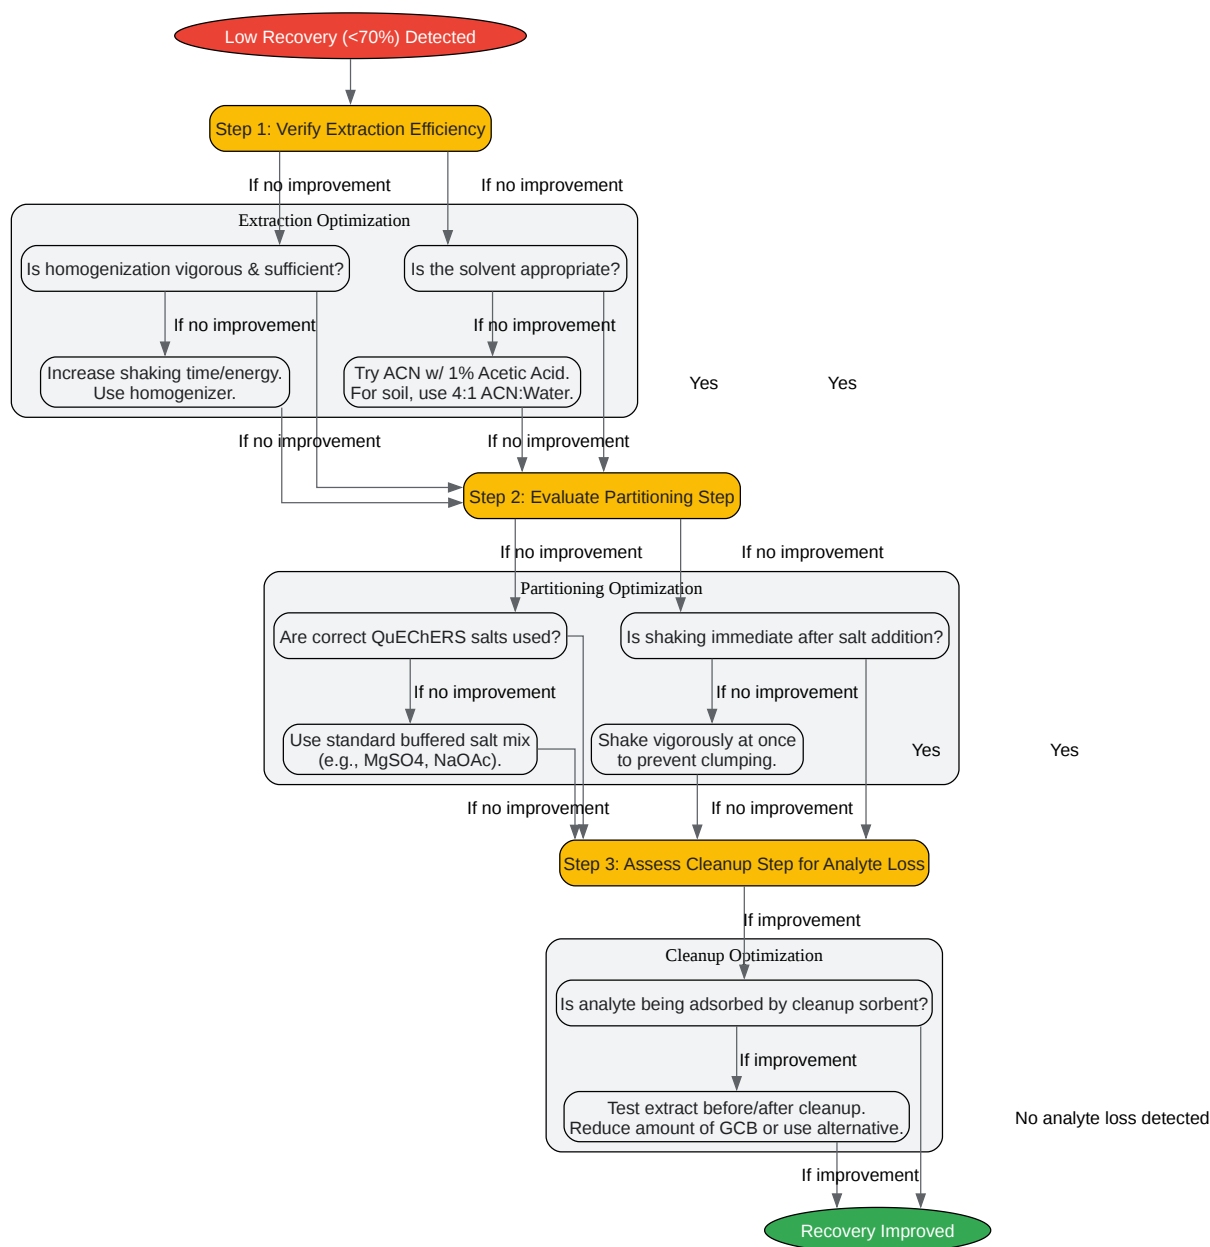 Low Recovery (<70%) Detected
Step 1: Verify Extraction Efficiency
If no improvement
If no improvement
Extraction Optimization
Is homogenization vigorous & sufficient?
Is the solvent appropriate?
If no improvement
If no improvement
Increase shaking time/energy.
Use homogenizer.
Try ACN w/ 1% Acetic Acid.
For soil, use 4:1 ACN:Water.
Yes
Yes
If no improvement
If no improvement
Step 2: Evaluate Partitioning Step
If no improvement
If no improvement
Partitioning Optimization
Are correct QuEChERS salts used?
Is shaking immediate after salt addition?
If no improvement
If no improvement
Use standard buffered salt mix
(e.g., MgSO4, NaOAc).
Shake vigorously at once
to prevent clumping.
Yes
Yes
If no improvement
If no improvement
Step 3: Assess Cleanup Step for Analyte Loss
If improvement
Cleanup Optimization
Is analyte being adsorbed by cleanup sorbent?
If improvement
Test extract before/after cleanup.
Reduce amount of GCB or use alternative.
No analyte loss detected
If improvement
Recovery Improved